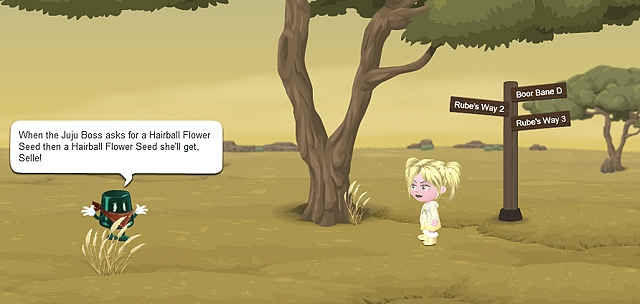 When the Juju Boss asks for a Hairball Flower
Seed then a Hairball Flower Seed she'll get,
Selle!
Boor Bane D
Rube's Way 2
Rube's Way 3